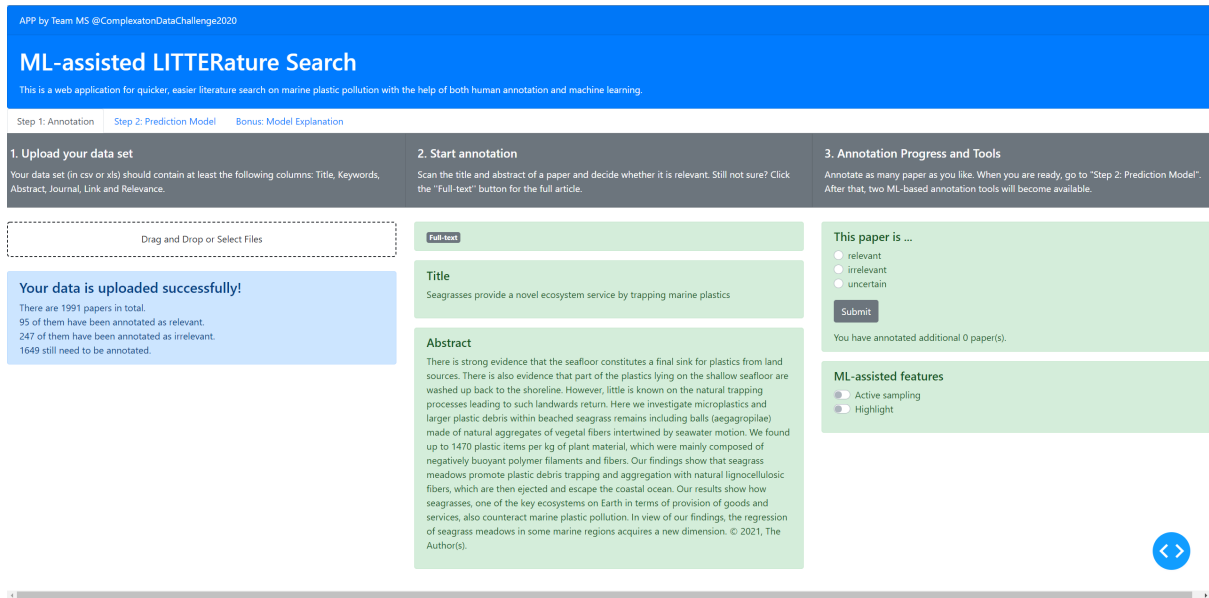 APP by Team MS @ComplexatonDataChallenge2020
ML-assisted LITTERature Search
This is a web application for quicker, easier literature search on marine plastic pollution with the help of both human annotation and machine learning.
Step 1: Annotation
Step 2: Prediction Model
Bonus: Model Explanation
1. Upload your data set
Your data set (in csv or xls) should contain at least the following columns: Title, Keywords,
Abstract, Journal, Link and Relevance.
2. Start annotation
Scan the title and abstract of a paper and decide whether it is relevant. Still not sure? Click
the "Full-text" button for the full article.
3. Annotation Progress and Tools
Annotate as many paper as you like. When you are ready, go to "Step 2: Prediction Model".
After that, two ML-based annotation tools will become available.
Drag and Drop or Select Files
Your data is uploaded successfully!
There are 1991 papers in total.
95 of them have been annotated as relevant.
247 of them have been annotated as irrelevant.
1649 still need to be annotated.
Full-text
Title
Seagrasses provide a novel ecosystem service by trapping marine plastics
Abstract
There is strong evidence that the seafloor constitutes a final sink for plastics from land
sources. There is also evidence that part of the plastics lying on the shallow seafloor are
washed up back to the shoreline. However, little is known on the natural trapping
processes leading to such landwards return. Here we investigate microplastics and
larger plastic debris within beached seagrass remains including balls (aegagropilae)
made of natural aggregates of vegetal fibers intertwined by seawater motion. We found
up to 1470 plastic items per kg of plant material, which were mainly composed of
negatively buoyant polymer filaments and fibers. Our findings show that seagrass
meadows promote plastic debris trapping and aggregation with natural lignocellulosic
fibers, which are then ejected and escape the coastal ocean. Our results show how
seagrasses, one of the key ecosystems on Earth in terms of provision of goods and
services, also counteract marine plastic pollution. In view of our findings, the regression
of seagrass meadows in some marine regions acquires a new dimension. © 2021, The
Author(s).
This paper is ...
relevant
irrelevant
uncertain
Submit
You have annotated additional 0 paper(s).
ML-assisted features
Active sampling
Highlight